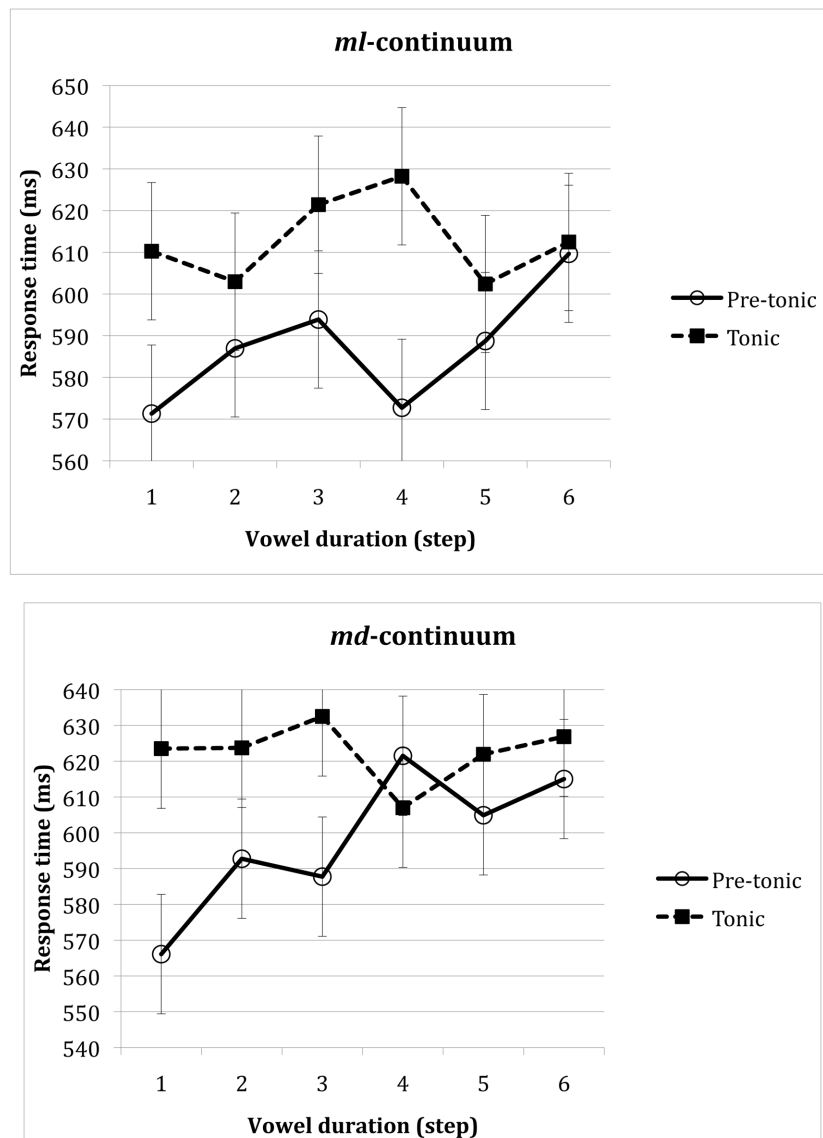 ml-continuum
650
640
630
620
610
600
590
580
570
560
Response time (ms)
1 2 3 4 5 6
Vowel duration (step)
Pre-tonic
Tonic
md-continuum
640
630
620
610
600
590
580
570
560
550
540
Response time (ms)
1 2 3 4 5 6
Vowel duration (step)
Pre-tonic
Tonic